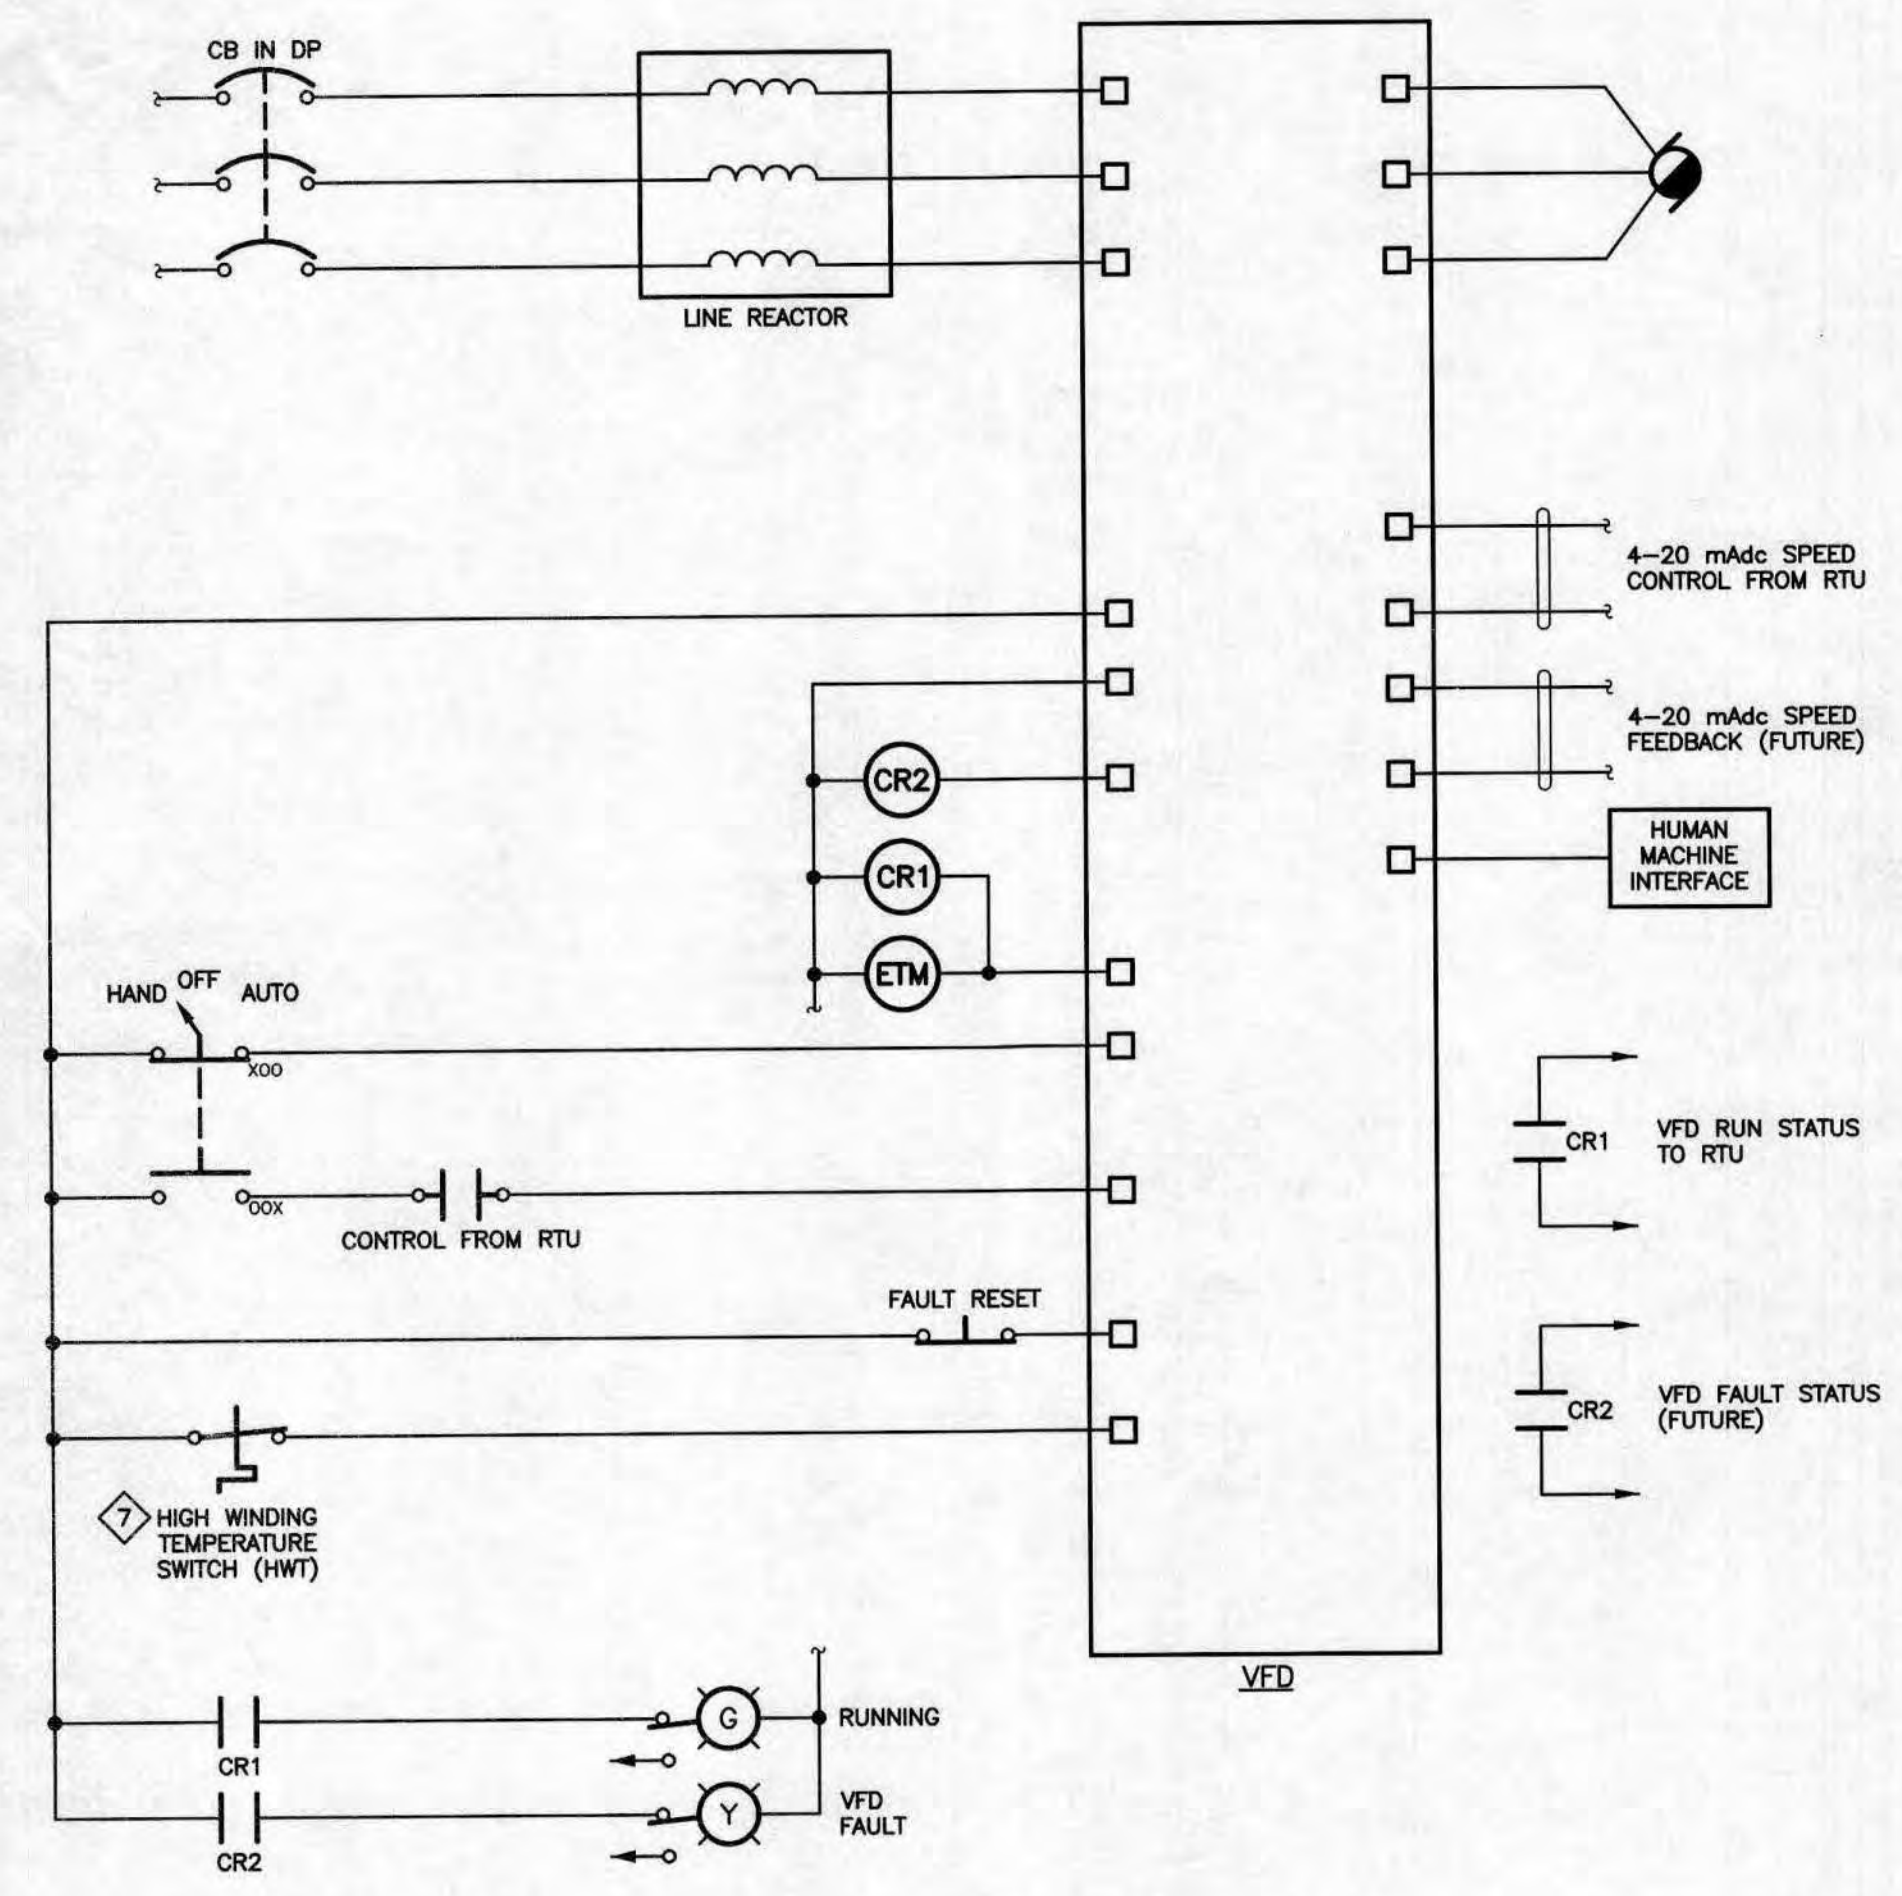 CB IN DP
LINE REACTOR
4-20 mAdc SPEED
CONTROL FROM RTU
4-20 mAdc SPEED
FEEDBACK (FUTURE)
CR2
HUMAN
MACHINE
INTERFACE
CR1
ETM
HAND OFF AUTO
XOO
OOX
CONTROL FROM RTU
CR1
VFD RUN STATUS
TO RTU
FAULT RESET
CR2
VFD FAULT STATUS
(FUTURE)
7
HIGH WINDING
TEMPERATURE
SWITCH (HWT)
VFD
G
RUNNING
CR1
Y
VFD
FAULT
CR2